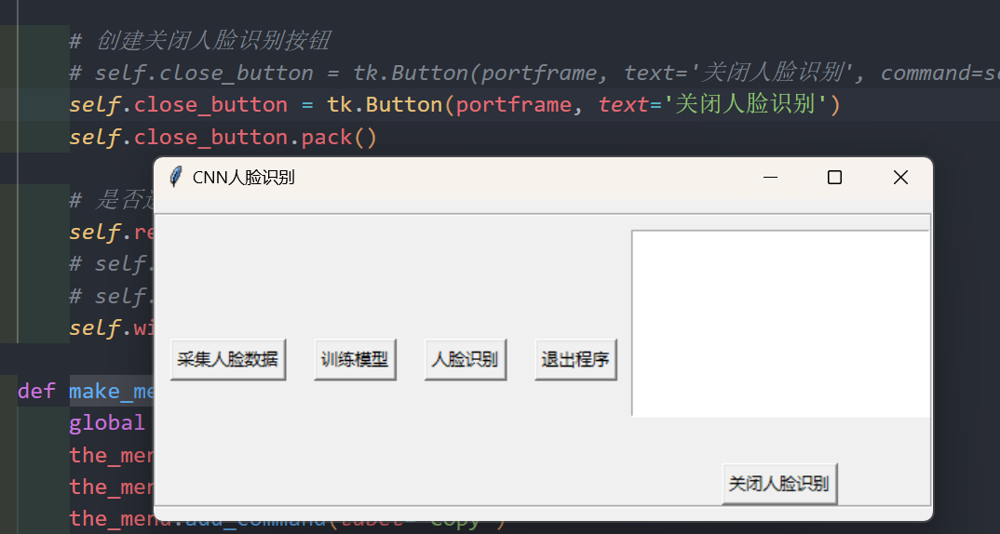 # 创建关闭人脸识别按钮
# self.close_button = tk.Button(portframe, text='关闭人脸识别', command=s
self.close_button = tk.Button(portframe, text='关闭人脸识别')
self.close_button.pack()
CNN人脸识别
# 是否
self.re
# self.
# self.
self.wi
采集人脸数据 训练模型 人脸识别 退出程序
def make_me
global
the_men
the_men
关闭人脸识别
the_menu.add_command(label="Copy")